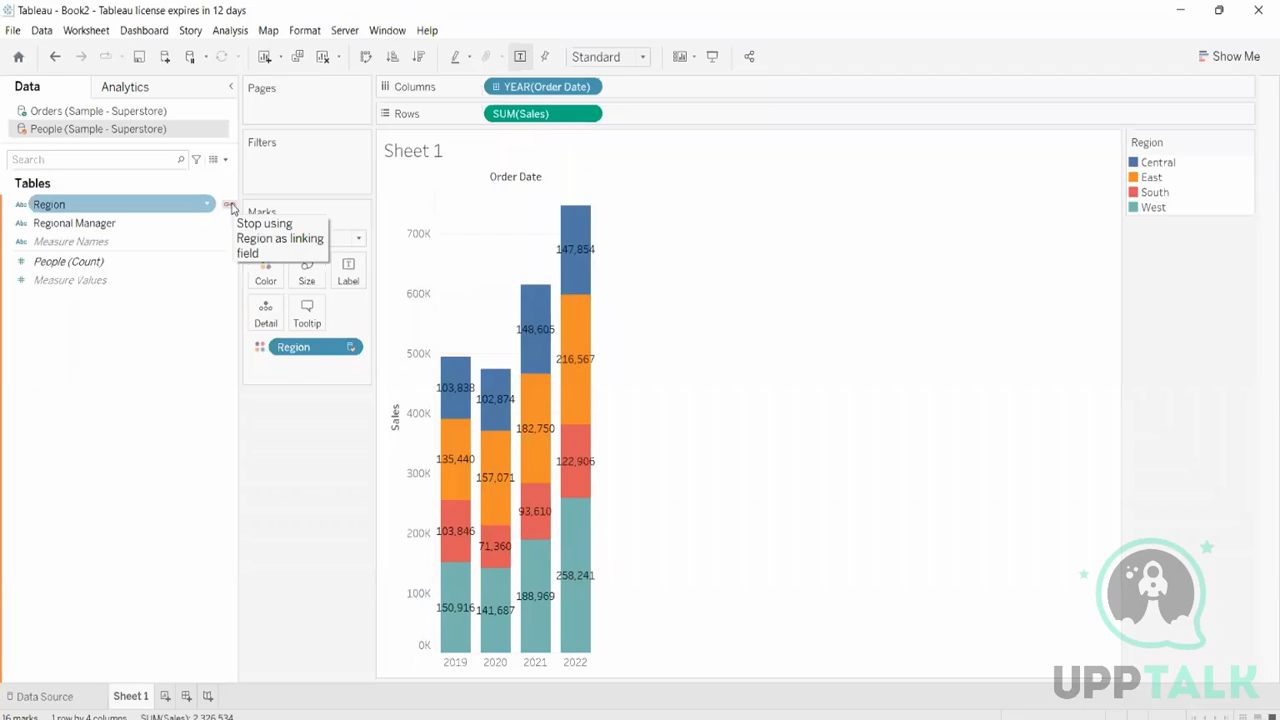 Tableau - Book2 - Tableau license expires in 12 days
File Data Worksheet Dashboard Story Analysis Map Format Server Window Help
Standard
Show Me
Data Analytics
Orders (Sample - Superstore)
People (Sample - Superstore)
Search
Tables
Abc Region
Abc Regional Manager
Abc Measure Names
# People (Count)
# Measure Values
Stop using
Region as linking
field
Pages
Filters
Marks
Color Size Label
Detail Tooltip
Region
Columns YEAR(Order Date)
Rows SUM(Sales)
Sheet 1
Order Date
Sales
700K
600K
500K
400K
300K
200K
100K
0K
103,838
135,440
103,846
150,916
102,874
157,071
71,360
141,687
148,605
182,750
93,610
188,969
147,854
216,567
122,906
258,241
2019 2020 2021 2022
Region
Central
East
South
West
UPPTALK
Data Source Sheet 1
16 marks 1 row by 4 columns SUM(Sales): 2,326,534